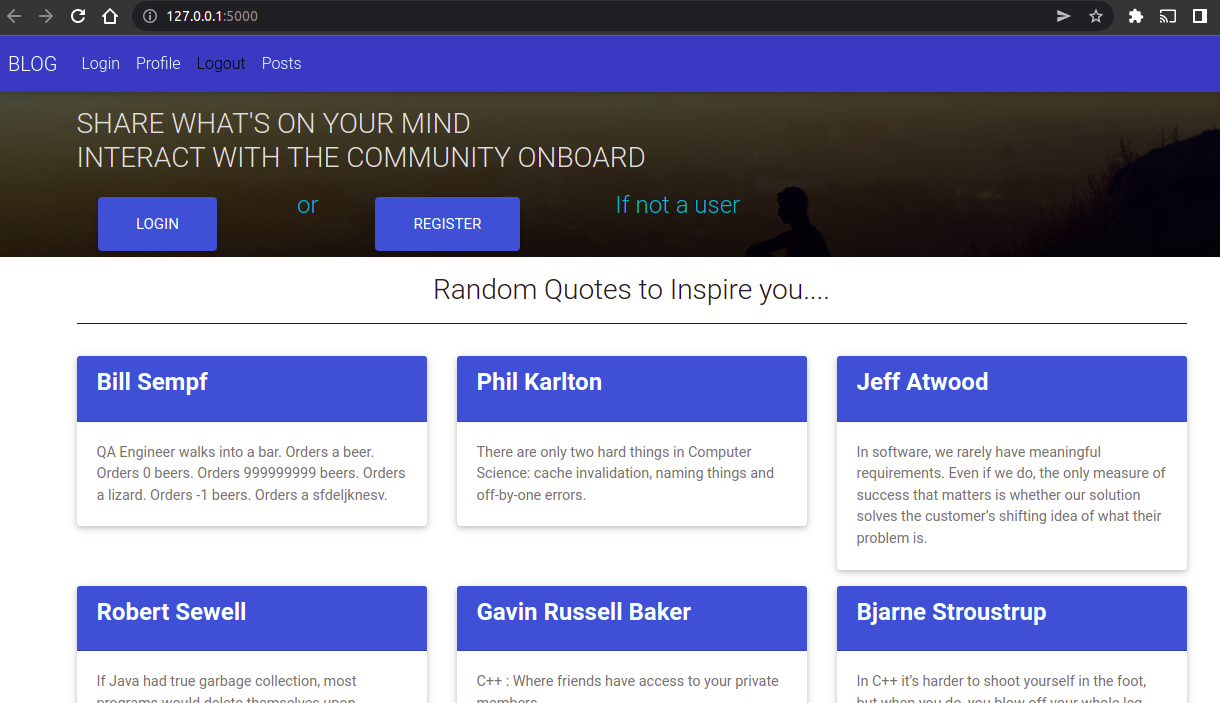 127.0.0.1:5000
BLOG Login Profile Logout Posts
SHARE WHAT'S ON YOUR MIND
INTERACT WITH THE COMMUNITY ONBOARD
LOGIN or REGISTER If not a user
Random Quotes to Inspire you....
Bill Sempf
QA Engineer walks into a bar. Orders a beer.
Orders 0 beers. Orders 999999999 beers. Orders
a lizard. Orders -1 beers. Orders a sfdeljknesv.
Phil Karlton
There are only two hard things in Computer
Science: cache invalidation, naming things and
off-by-one errors.
Jeff Atwood
In software, we rarely have meaningful
requirements. Even if we do, the only measure of
success that matters is whether our solution
solves the customer’s shifting idea of what their
problem is.
Robert Sewell
If Java had true garbage collection, most
programs would delete themselves upon
Gavin Russell Baker
C++ : Where friends have access to your private
members.
Bjarne Stroustrup
In C++ it’s harder to shoot yourself in the foot,
but when you do, you blow off your whole leg.